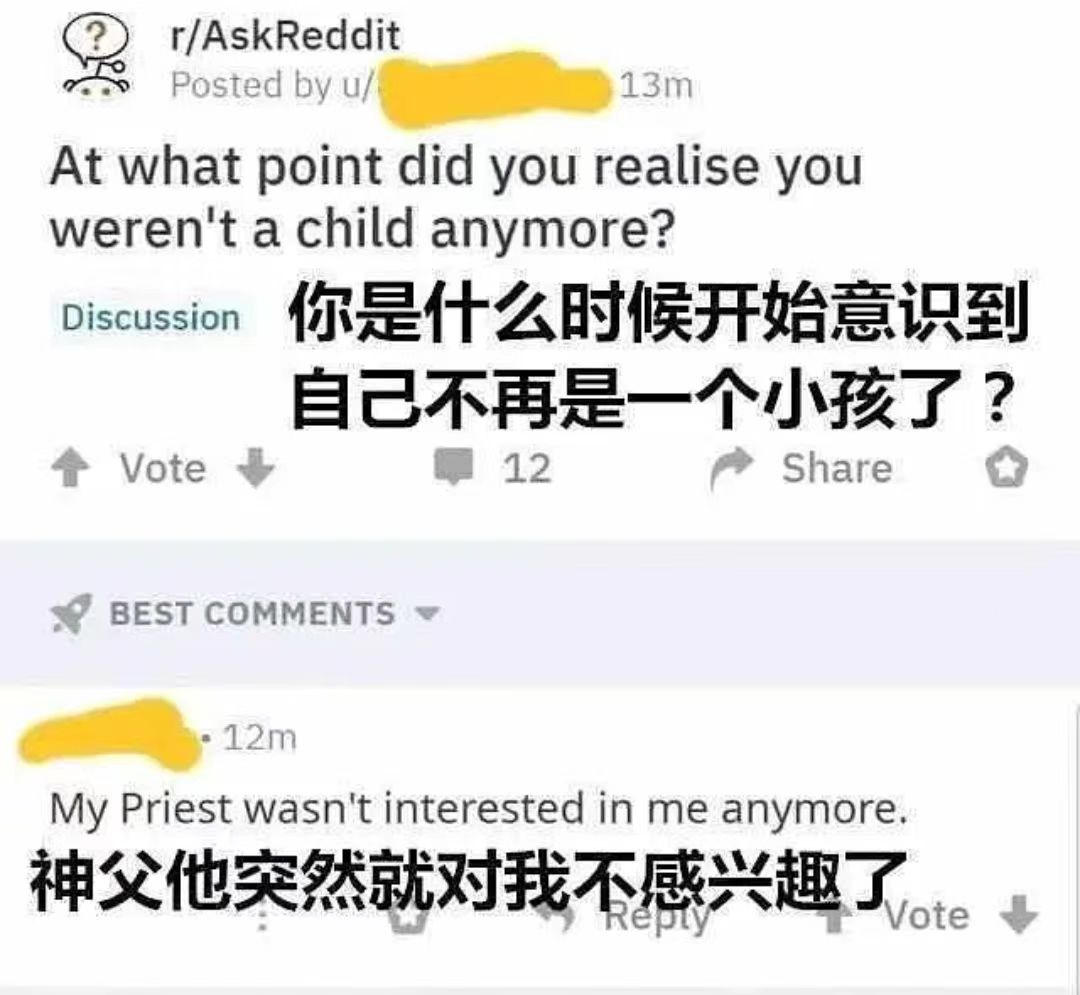 r/AskReddit
Posted by u/ 13m
At what point did you realise you
weren't a child anymore?
Discussion 你是什么时候开始意识到
自己不再是一个小孩了？
Vote 12 Share
BEST COMMENTS
• 12m
My Priest wasn't interested in me anymore.
神父他突然就对我不感兴趣了
Reply Vote